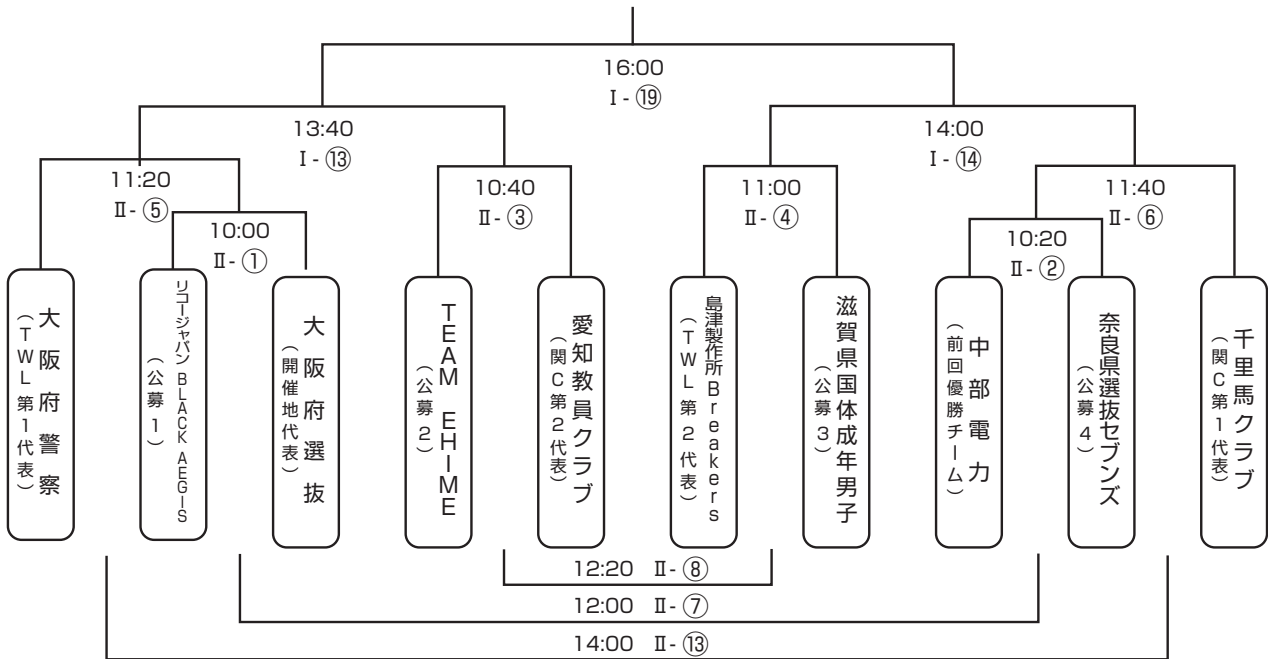 16:00
I - ⑲
13:40
I - ⑬
14:00
I - ⑭
11:20
Ⅱ- ⑤
10:40
Ⅱ- ③
11:00
Ⅱ- ④
11:40
Ⅱ- ⑥
10:00
Ⅱ- ①
10:20
Ⅱ- ②
大阪府警察
（TWL第1代表）
リコージャパン BLACK AEGIS
（公募1）
大阪府選抜
（開催地代表）
TEAM EHIME
（公募2）
愛知教員クラブ
（関C第2代表）
島津製作所Breakers
（TWL第2代表）
滋賀県国体成年男子
（公募3）
中部電力
（前回優勝チーム）
奈良県選抜セブンズ
（公募4）
千里馬クラブ
（関C第1代表）
12:20 Ⅱ- ⑧
12:00 Ⅱ- ⑦
14:00 Ⅱ- ⑬